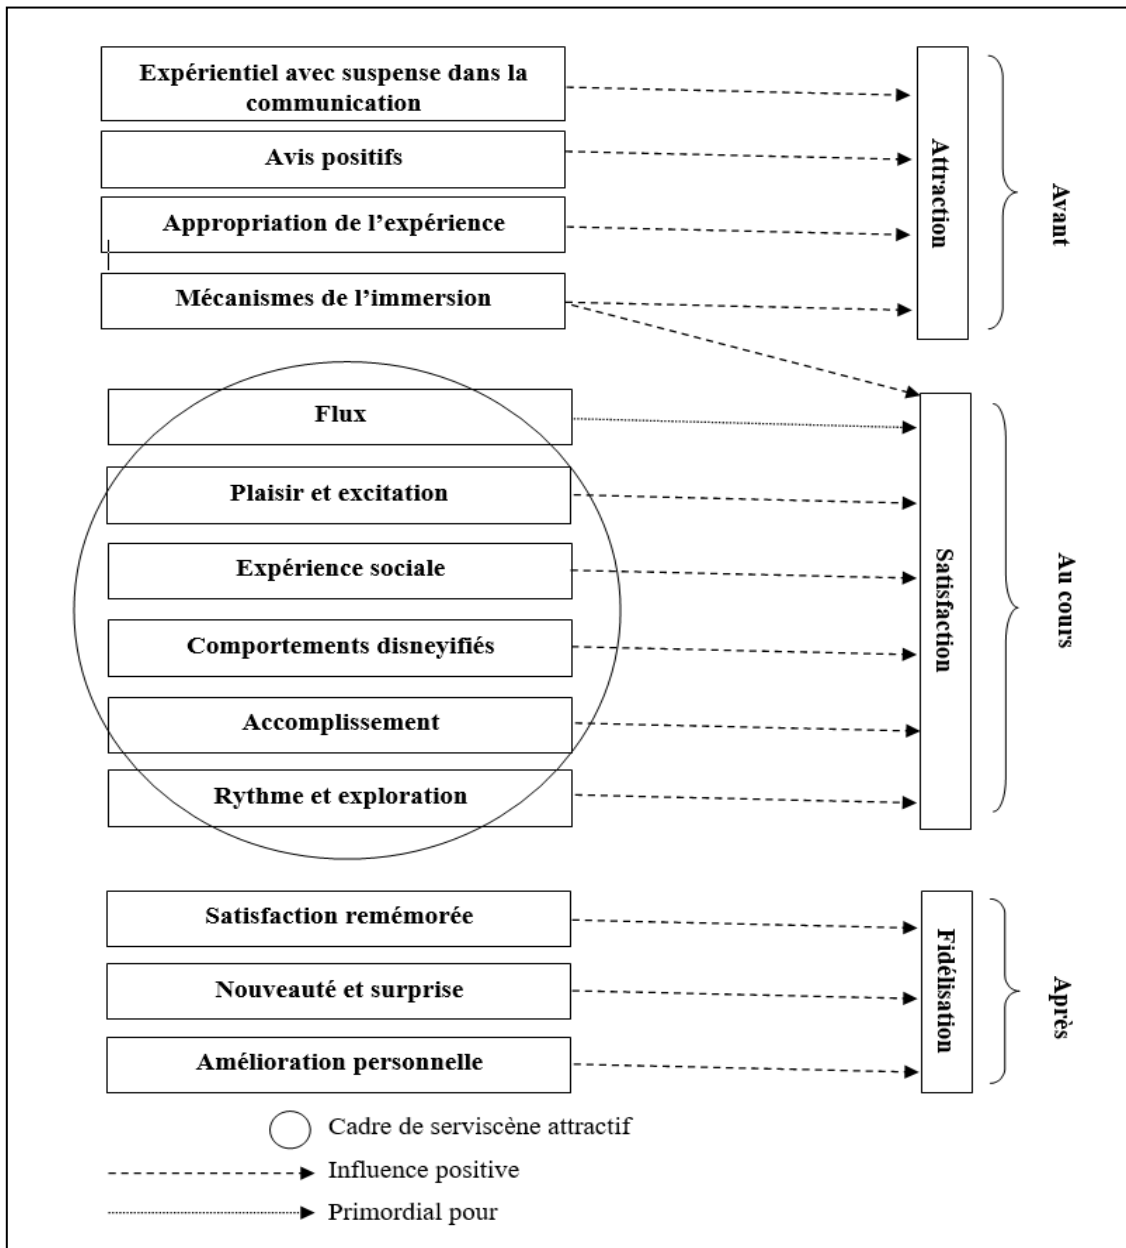 Expérientiel avec suspense dans la
communication
Avis positifs
Appropriation de l'expérience
Mécanismes de l'immersion
Attraction
Avant
Flux
Plaisir et excitation
Expérience sociale
Comportements disneyifiés
Accomplissement
Rythme et exploration
Satisfaction
Au cours
Satisfaction remémorée
Nouveauté et surprise
Amélioration personnelle
Fidélisation
Après
Cadre de serviscène attractif
Influence positive
Primordial pour